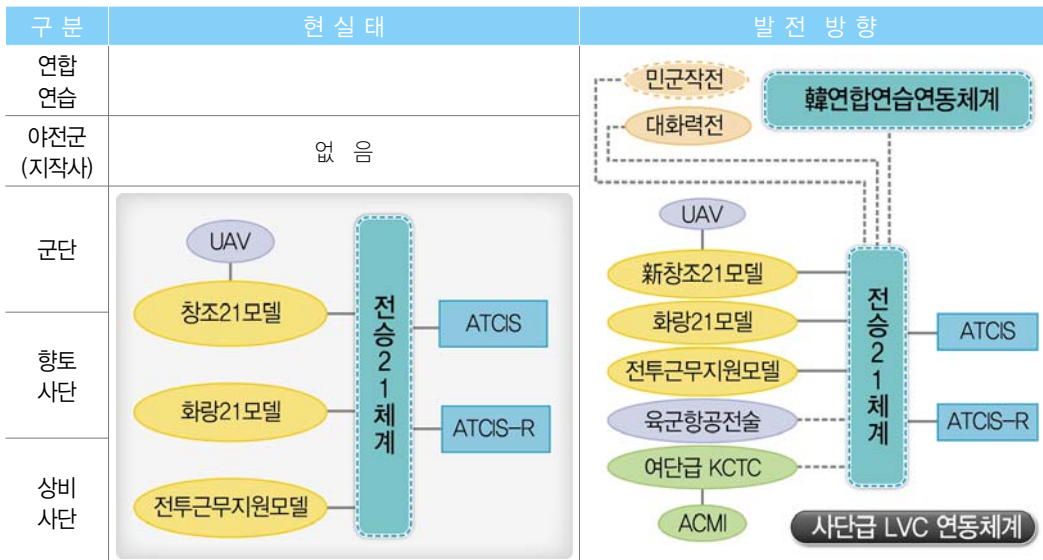 구 분
현 실 태
발 전 방 향
연합
연습
야전군
(지작사)
없 음
군단
향토
사단
상비
사단
UAV
창조21모델
화랑21모델
전투근무지원모델
전승21체계
ATCIS
ATCIS-R
민군작전
대화력전
韓연합연습연동체계
UAV
新창조21모델
화랑21모델
전투근무지원모델
육군항공전술
여단급 KCTC
ACMI
전승21체계
ATCIS
ATCIS-R
사단급 LVC 연동체계